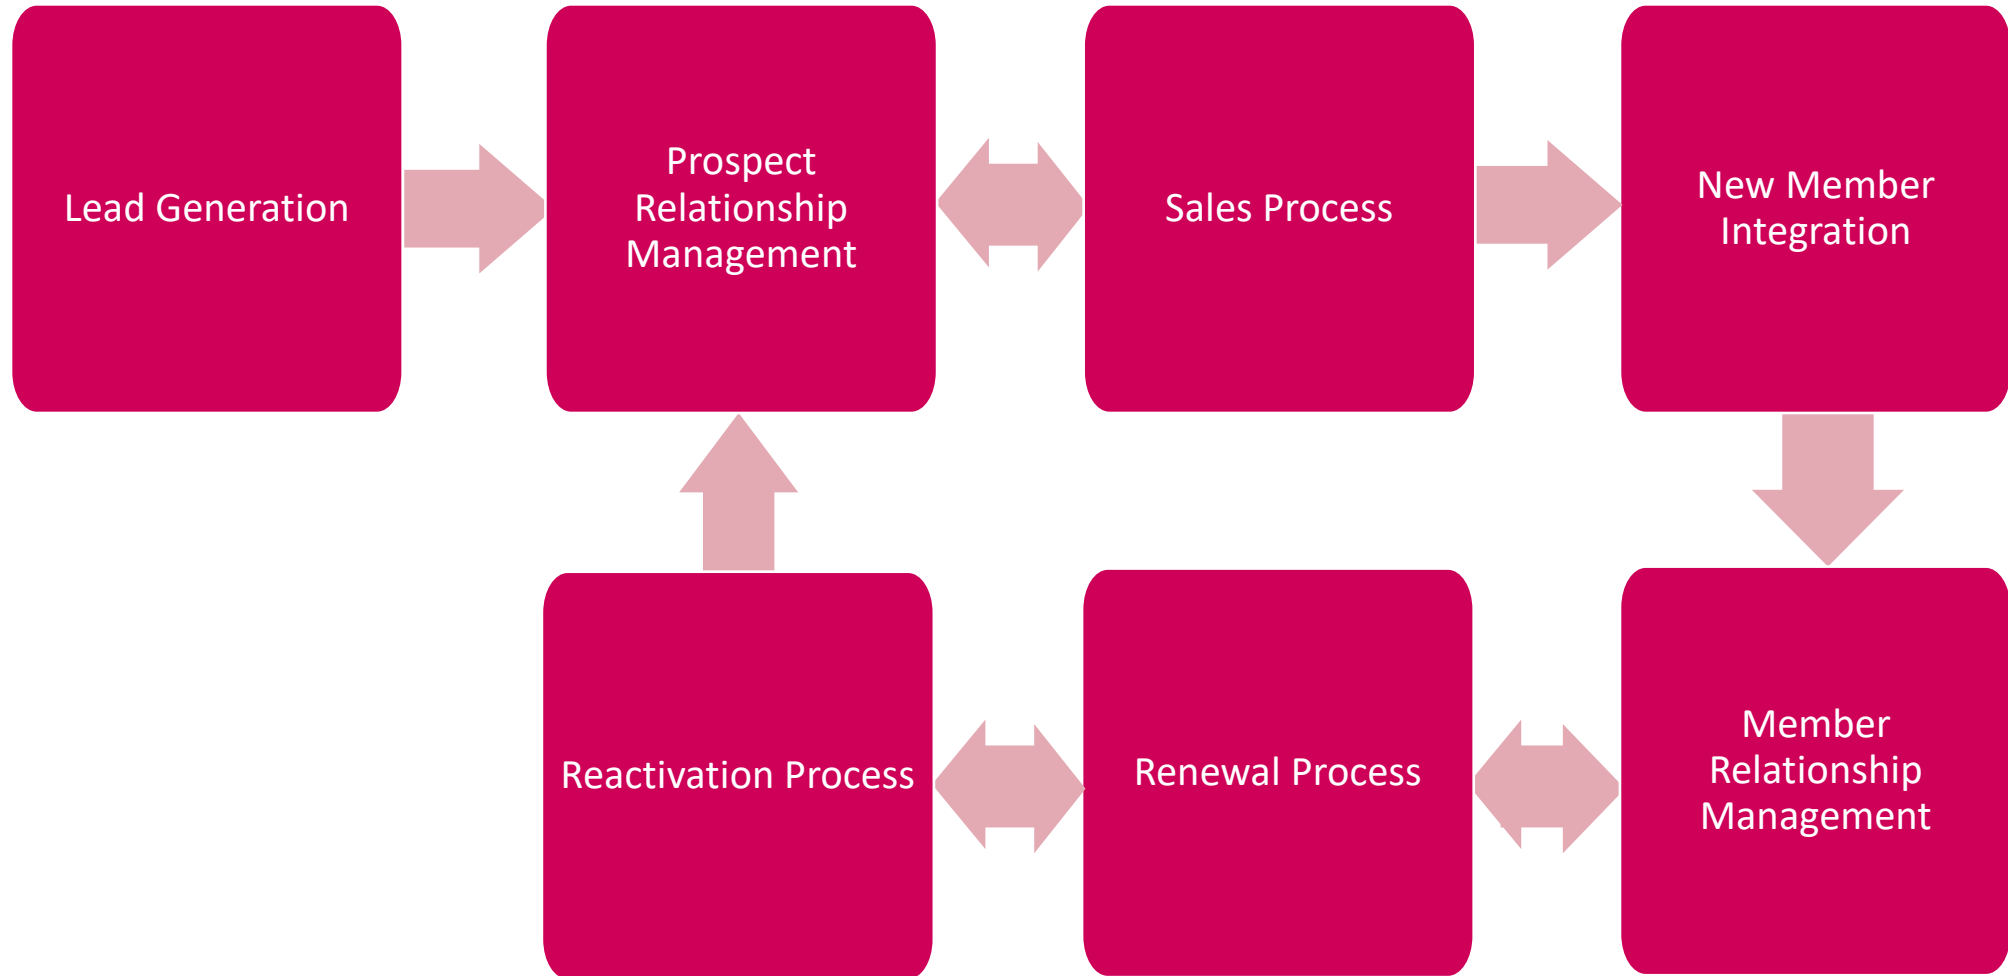 Lead Generation
Prospect
Relationship
Management
Sales Process
New Member
Integration
Reactivation Process
Renewal Process
Member
Relationship
Management